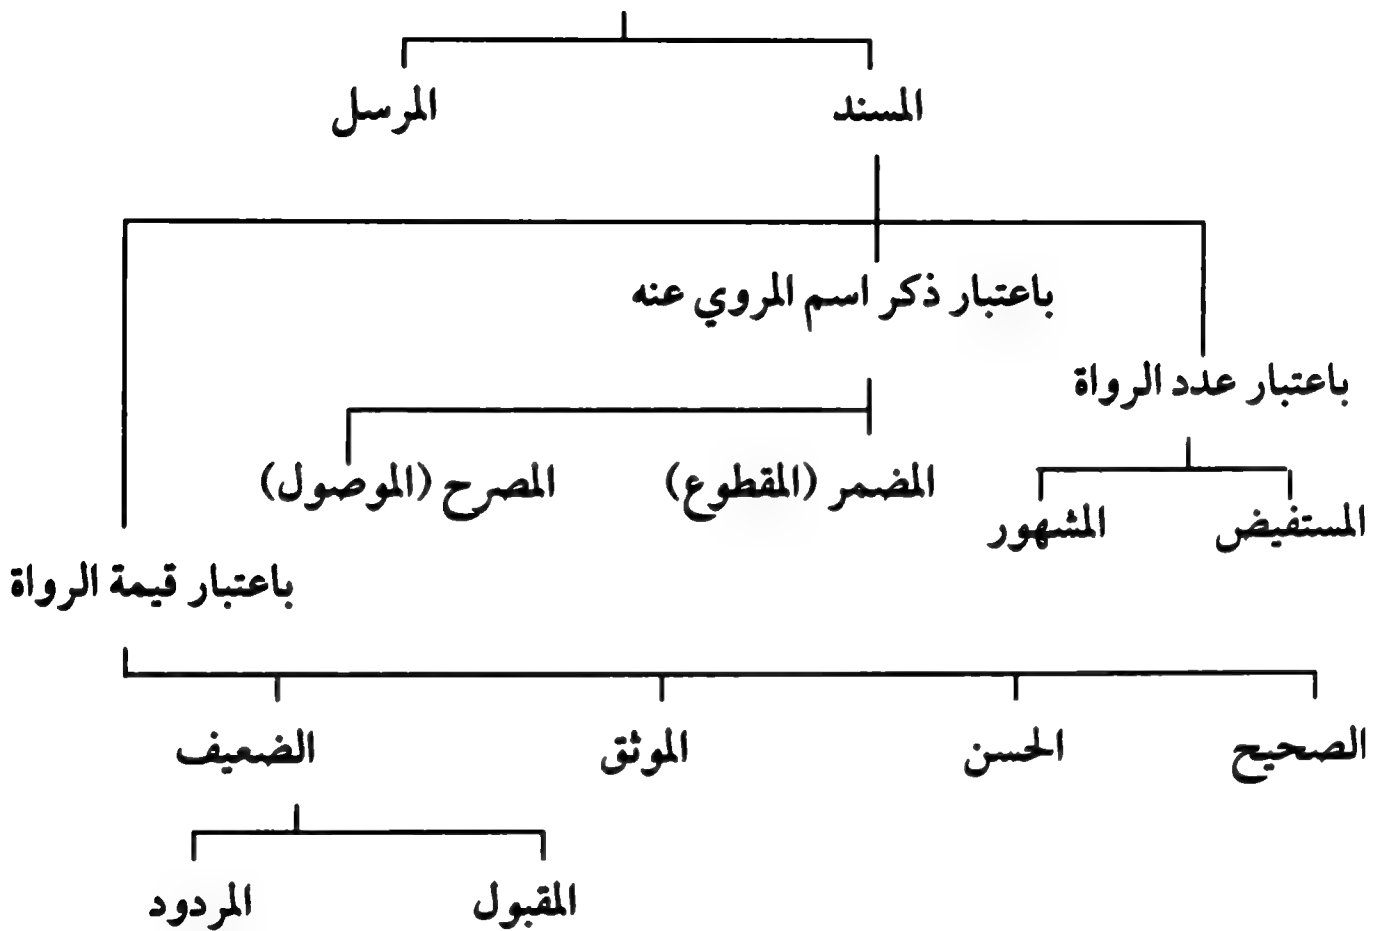 المسند المرسل
باعتبار ذكر اسم المروي عنه
باعتبار عدد الرواة
المضمر (المقطوع) المصرح (الموصول)
المستفيض المشهور
باعتبار قيمة الرواة
الصحيح الحسن الموثق الضعيف
المقبول المردود